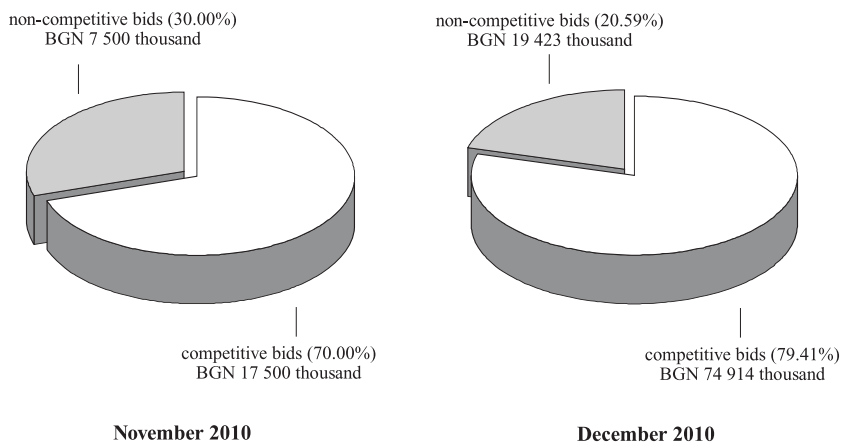 non-competitive bids (30.00%)
BGN 7 500 thousand
competitive bids (70.00%)
BGN 17 500 thousand
November 2010
non-competitive bids (20.59%)
BGN 19 423 thousand
competitive bids (79.41%)
BGN 74 914 thousand
December 2010